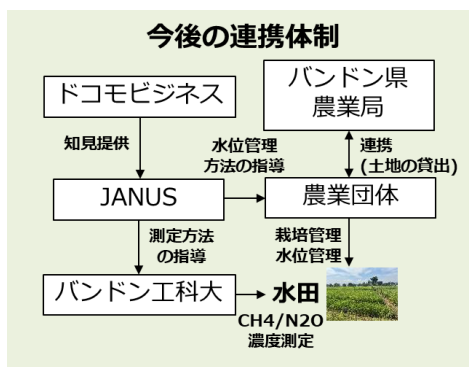 今後の連携体制
ドコモビジネス
バンドン県
農業局
知見提供
水位管理
方法の指導
連携
(土地の貸出)
JANUS
農業団体
測定方法
の指導
栽培管理
水位管理
バンドン工科大
水田
CH4/N2O
濃度測定